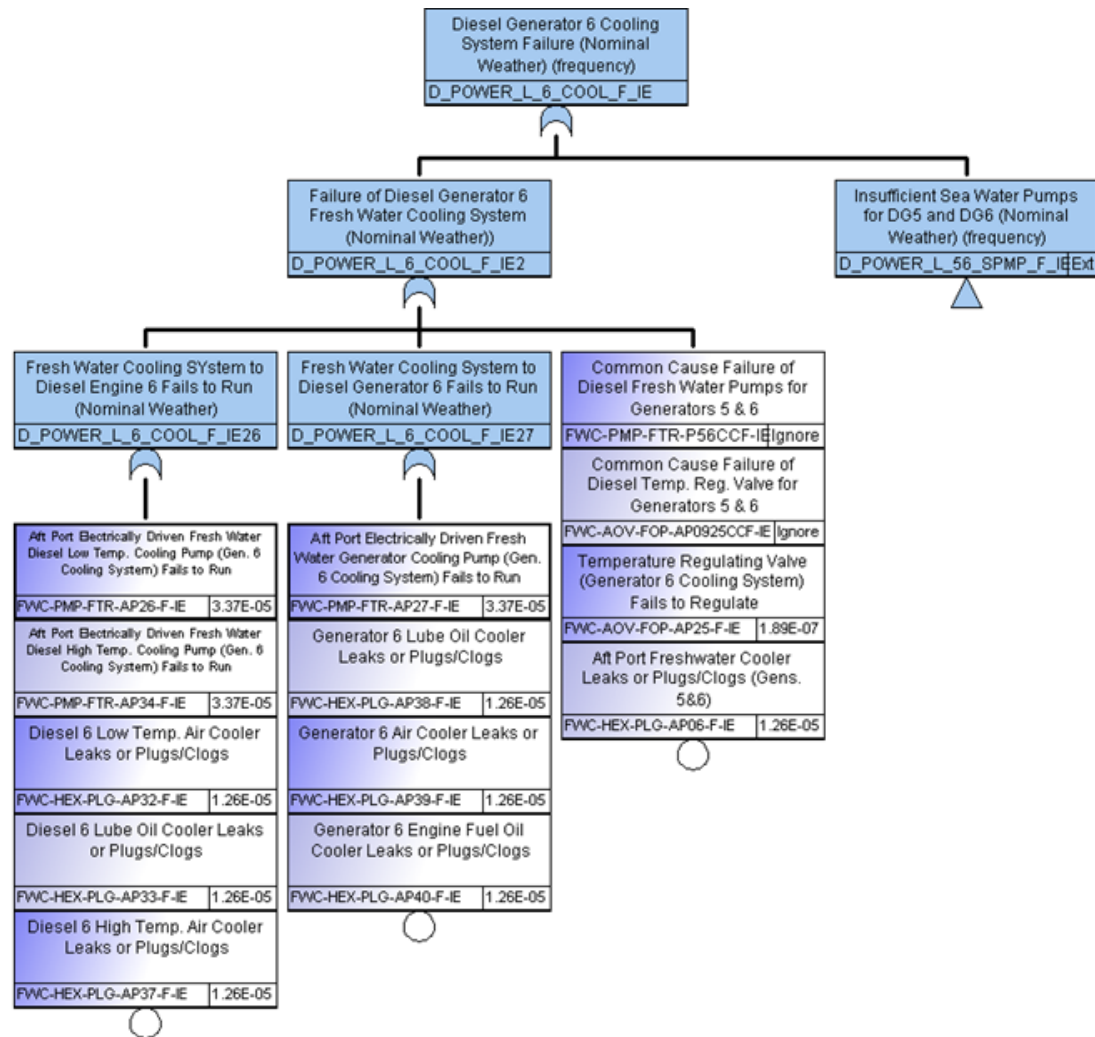 Diesel Generator 6 Cooling
System Failure (Nominal
Weather) (frequency)
D_POWER_L_6_COOL_F_IE
Failure of Diesel Generator 6
Fresh Water Cooling System
(Nominal Weather))
D_POWER_L_6_COOL_F_IE2
Insufficient Sea Water Pumps
for DG5 and DG6 (Nominal
Weather) (frequency)
D_POWER_L_56_SPMP_F_IE Ext
Fresh Water Cooling SYstem to
Diesel Engine 6 Fails to Run
(Nominal Weather)
D_POWER_L_6_COOL_F_IE26
Fresh Water Cooling System to
Diesel Generator 6 Fails to Run
(Nominal Weather)
D_POWER_L_6_COOL_F_IE27
Common Cause Failure of
Diesel Fresh Water Pumps for
Generators 5 & 6
FWC-PMP-FTR-P56CCF-IE Ignore
Common Cause Failure of
Diesel Temp. Reg. Valve for
Generators 5 & 6
FWC-AOV-FOP-AP0925CCF-IE Ignore
Temperature Regulating Valve
(Generator 6 Cooling System)
Fails to Regulate
FWC-AOV-FOP-AP25-F-IE 1.89E-07
Aft Port Freshwater Cooler
Leaks or Plugs/Clogs (Gens.
5&6)
FWC-HEX-PLG-AP06-F-IE 1.26E-05
Aft Port Electrically Driven Fresh Water
Diesel Low Temp. Cooling Pump (Gen. 6
Cooling System) Fails to Run
FWC-PMP-FTR-AP26-F-IE 3.37E-05
Aft Port Electrically Driven Fresh Water
Diesel High Temp. Cooling Pump (Gen. 6
Cooling System) Fails to Run
FWC-PMP-FTR-AP34-F-IE 3.37E-05
Diesel 6 Low Temp. Air Cooler
Leaks or Plugs/Clogs
FWC-HEX-PLG-AP32-F-IE 1.26E-05
Diesel 6 Lube Oil Cooler Leaks
or Plugs/Clogs
FWC-HEX-PLG-AP33-F-IE 1.26E-05
Diesel 6 High Temp. Air Cooler
Leaks or Plugs/Clogs
FWC-HEX-PLG-AP37-F-IE 1.26E-05
Aft Port Electrically Driven Fresh
Water Generator Cooling Pump (Gen.
6 Cooling System) Fails to Run
FWC-PMP-FTR-AP27-F-IE 3.37E-05
Generator 6 Lube Oil Cooler
Leaks or Plugs/Clogs
FWC-HEX-PLG-AP38-F-IE 1.26E-05
Generator 6 Air Cooler Leaks or
Plugs/Clogs
FWC-HEX-PLG-AP39-F-IE 1.26E-05
Generator 6 Engine Fuel Oil
Cooler Leaks or Plugs/Clogs
FWC-HEX-PLG-AP40-F-IE 1.26E-05